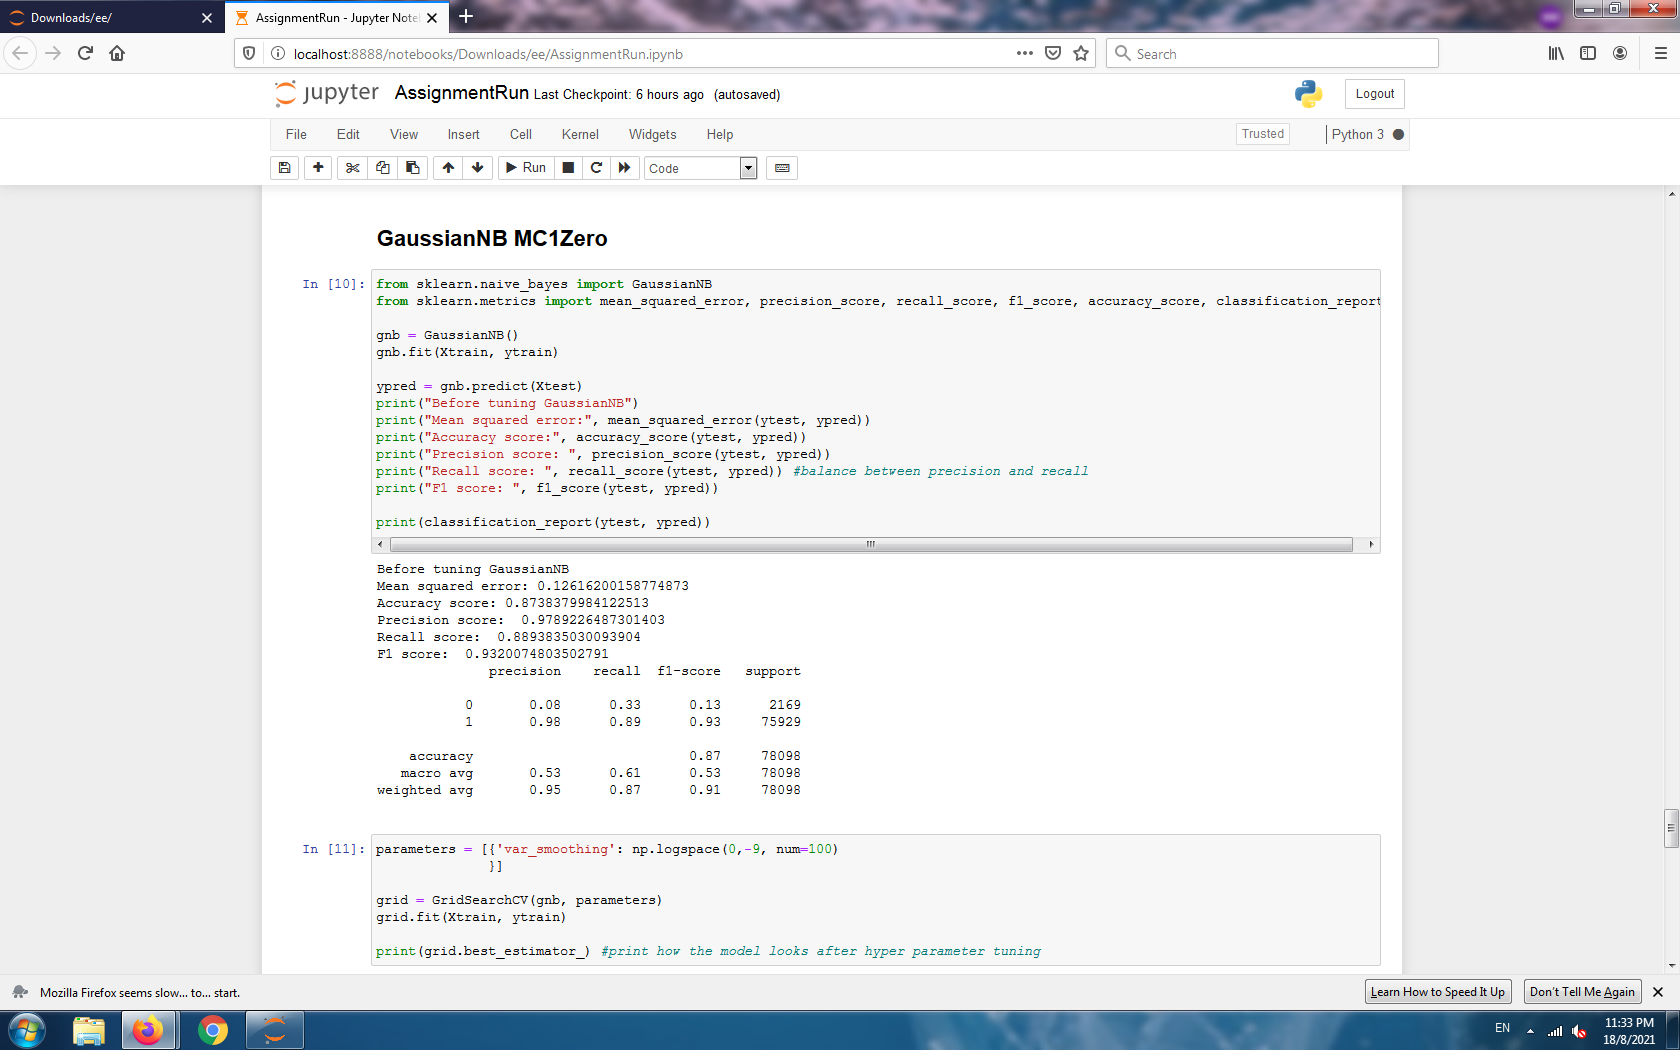 Downloads/ee/
AssignmentRun - Jupyter Note
localhost:8888/notebooks/Downloads/ee/AssignmentRun.ipynb
Search
jupyter AssignmentRun Last Checkpoint: 6 hours ago (autosaved)
Logout
File Edit View Insert Cell Kernel Widgets Help
Trusted
Python 3
Run
Code
GaussianNB MC1Zero
In [10]:
from sklearn.naive_bayes import GaussianNB
from sklearn.metrics import mean_squared_error, precision_score, recall_score, f1_score, accuracy_score, classification_report
gnb = GaussianNB()
gnb.fit(Xtrain, ytrain)
ypred = gnb.predict(Xtest)
print("Before tuning GaussianNB")
print("Mean squared error:", mean_squared_error(ytest, ypred))
print("Accuracy score:", accuracy_score(ytest, ypred))
print("Precision score: ", precision_score(ytest, ypred))
print("Recall score: ", recall_score(ytest, ypred)) #balance between precision and recall
print("F1 score: ", f1_score(ytest, ypred))
print(classification_report(ytest, ypred))
Before tuning GaussianNB
Mean squared error: 0.12616200158774873
Accuracy score: 0.8738379984122513
Precision score:  0.9789226487301403
Recall score:  0.8893835030093904
F1 score:  0.9320074803502791
precision recall f1-score support
0 0.08 0.33 0.13 2169
1 0.98 0.89 0.93 75929
accuracy 0.87 78098
macro avg 0.53 0.61 0.53 78098
weighted avg 0.95 0.87 0.91 78098
In [11]:
parameters = [{'var_smoothing': np.logspace(0,-9, num=100)
}]
grid = GridSearchCV(gnb, parameters)
grid.fit(Xtrain, ytrain)
print(grid.best_estimator_) #print how the model looks after hyper parameter tuning
Mozilla Firefox seems slow... to... start.
Learn How to Speed It Up
Don't Tell Me Again
EN
11:33 PM
18/8/2021